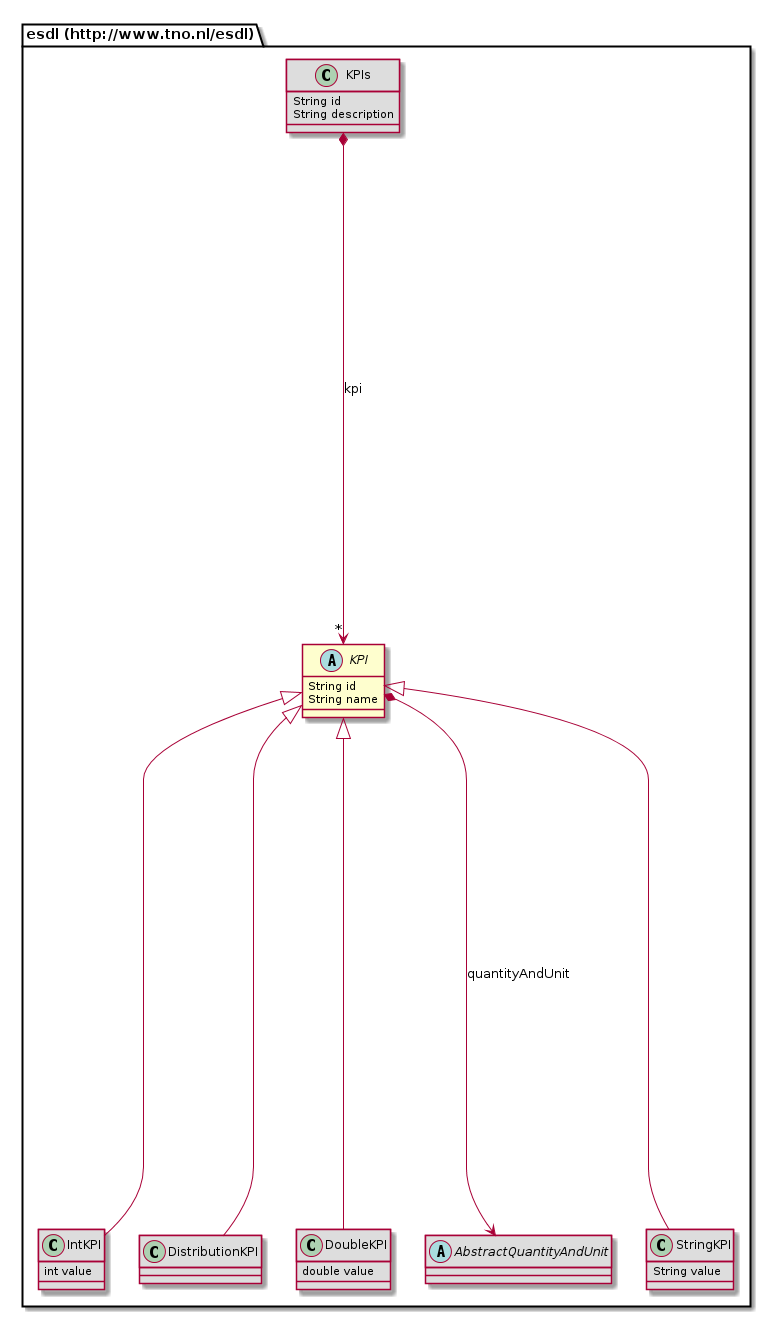 esdl (http://www.tno.nl/esdl)
C KPIs
String id
String description
kpi
*
A KPI
String id
String name
quantityAndUnit
C IntKPI
int value
C DistributionKPI
C DoubleKPI
double value
A AbstractQuantityAndUnit
C StringKPI
String value